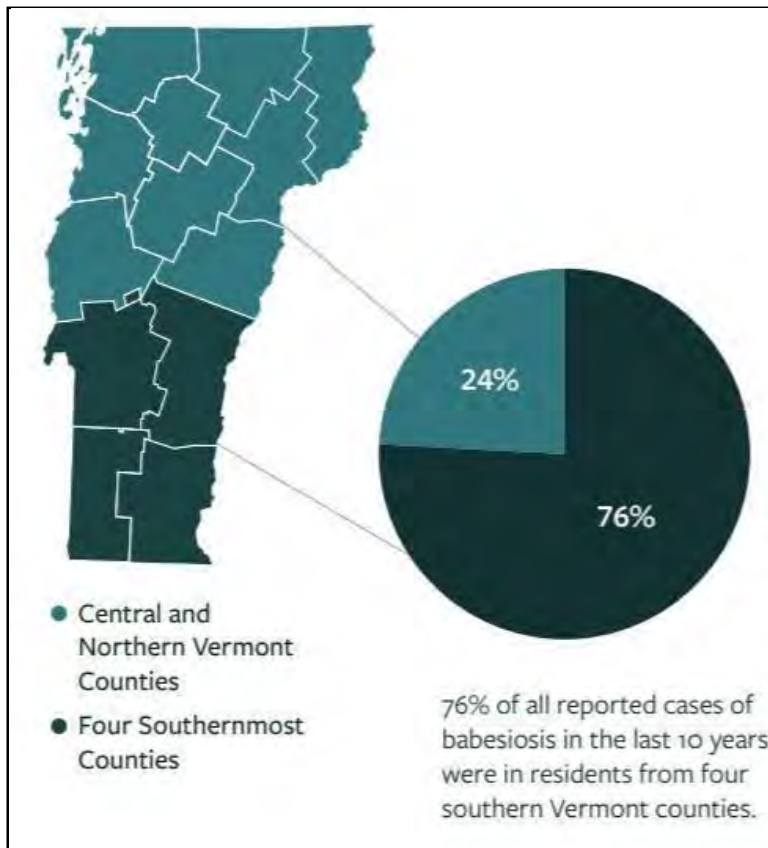 24%
76%
Central and
Northern Vermont
Counties
Four Southernmost
Counties
76% of all reported cases of
babesiosis in the last 10 years
were in residents from four
southern Vermont counties.